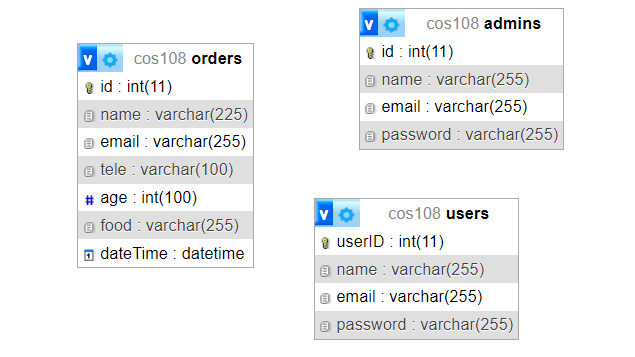 v cos108 orders
id : int(11)
name : varchar(225)
email : varchar(255)
tele : varchar(100)
# age : int(100)
food : varchar(255)
dateTime : datetime
v cos108 admins
id : int(11)
name : varchar(255)
email : varchar(255)
password : varchar(255)
v cos108 users
userID : int(11)
name : varchar(255)
email : varchar(255)
password : varchar(255)